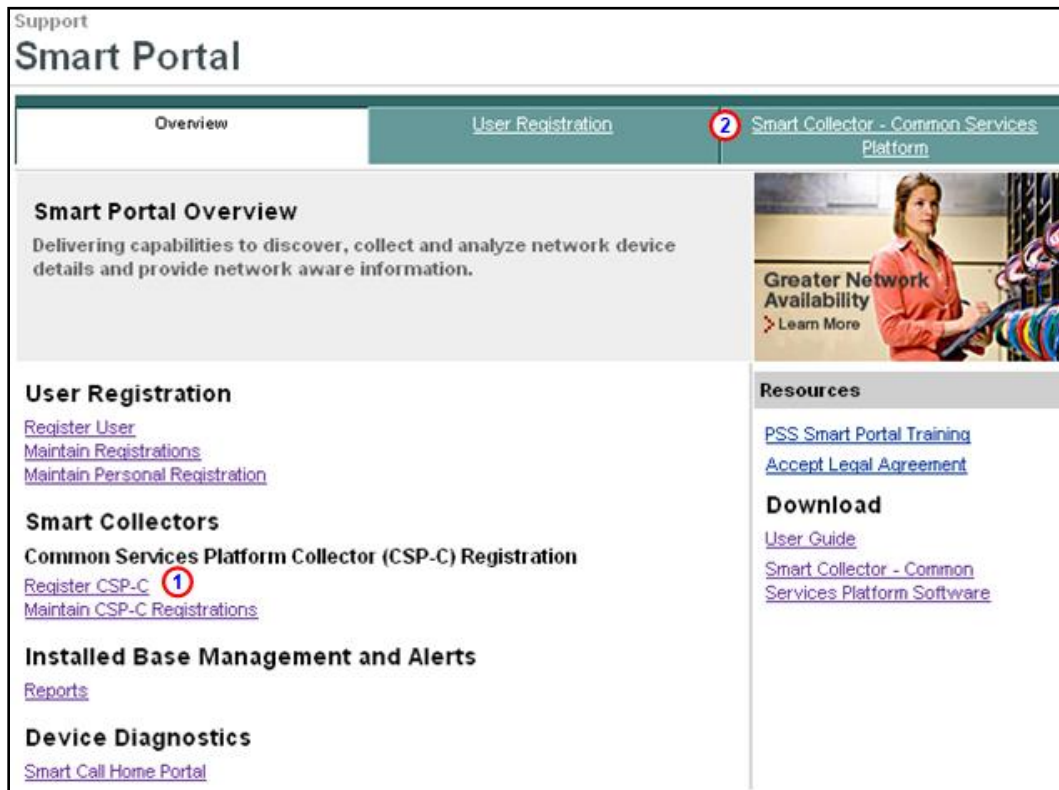 Support
Smart Portal
Overview
User Registration
2
Smart Collector - Common Services
Platform
Smart Portal Overview
Delivering capabilities to discover, collect and analyze network device
details and provide network aware information.
Greater Network
Availability
Learn More
User Registration
Register User
Maintain Registrations
Maintain Personal Registration
Smart Collectors
Common Services Platform Collector (CSP-C) Registration
Register CSP-C 1
Maintain CSP-C Registrations
Installed Base Management and Alerts
Reports
Device Diagnostics
Smart Call Home Portal
Resources
PSS Smart Portal Training
Accept Legal Agreement
Download
User Guide
Smart Collector - Common
Services Platform Software